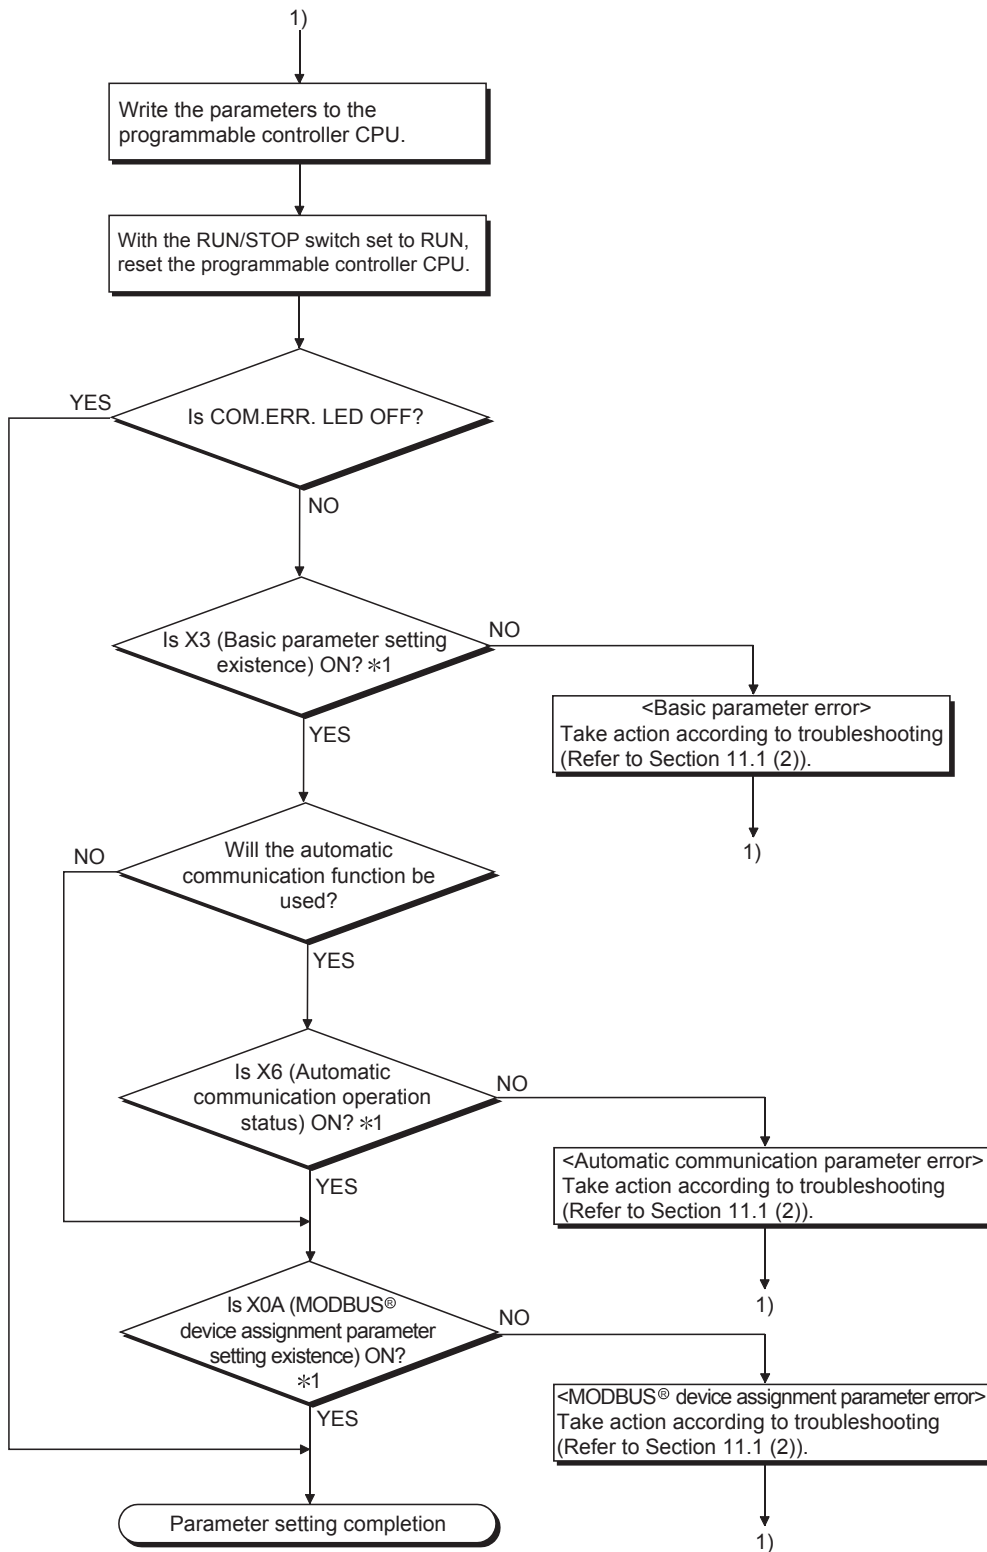 1)
Write the parameters to the
programmable controller CPU.
With the RUN/STOP switch set to RUN,
reset the programmable controller CPU.
YES
Is COM.ERR. LED OFF?
NO
Is X3 (Basic parameter setting
existence) ON? *1
NO
YES
<Basic parameter error>
Take action according to troubleshooting
(Refer to Section 11.1 (2)).
1)
NO
Will the automatic
communication function be
used?
YES
Is X6 (Automatic
communication operation
status) ON? *1
NO
YES
<Automatic communication parameter error>
Take action according to troubleshooting
(Refer to Section 11.1 (2)).
1)
Is X0A (MODBUS®
device assignment parameter
setting existence) ON?
*1
NO
YES
<MODBUS® device assignment parameter error>
Take action according to troubleshooting
(Refer to Section 11.1 (2)).
1)
Parameter setting completion